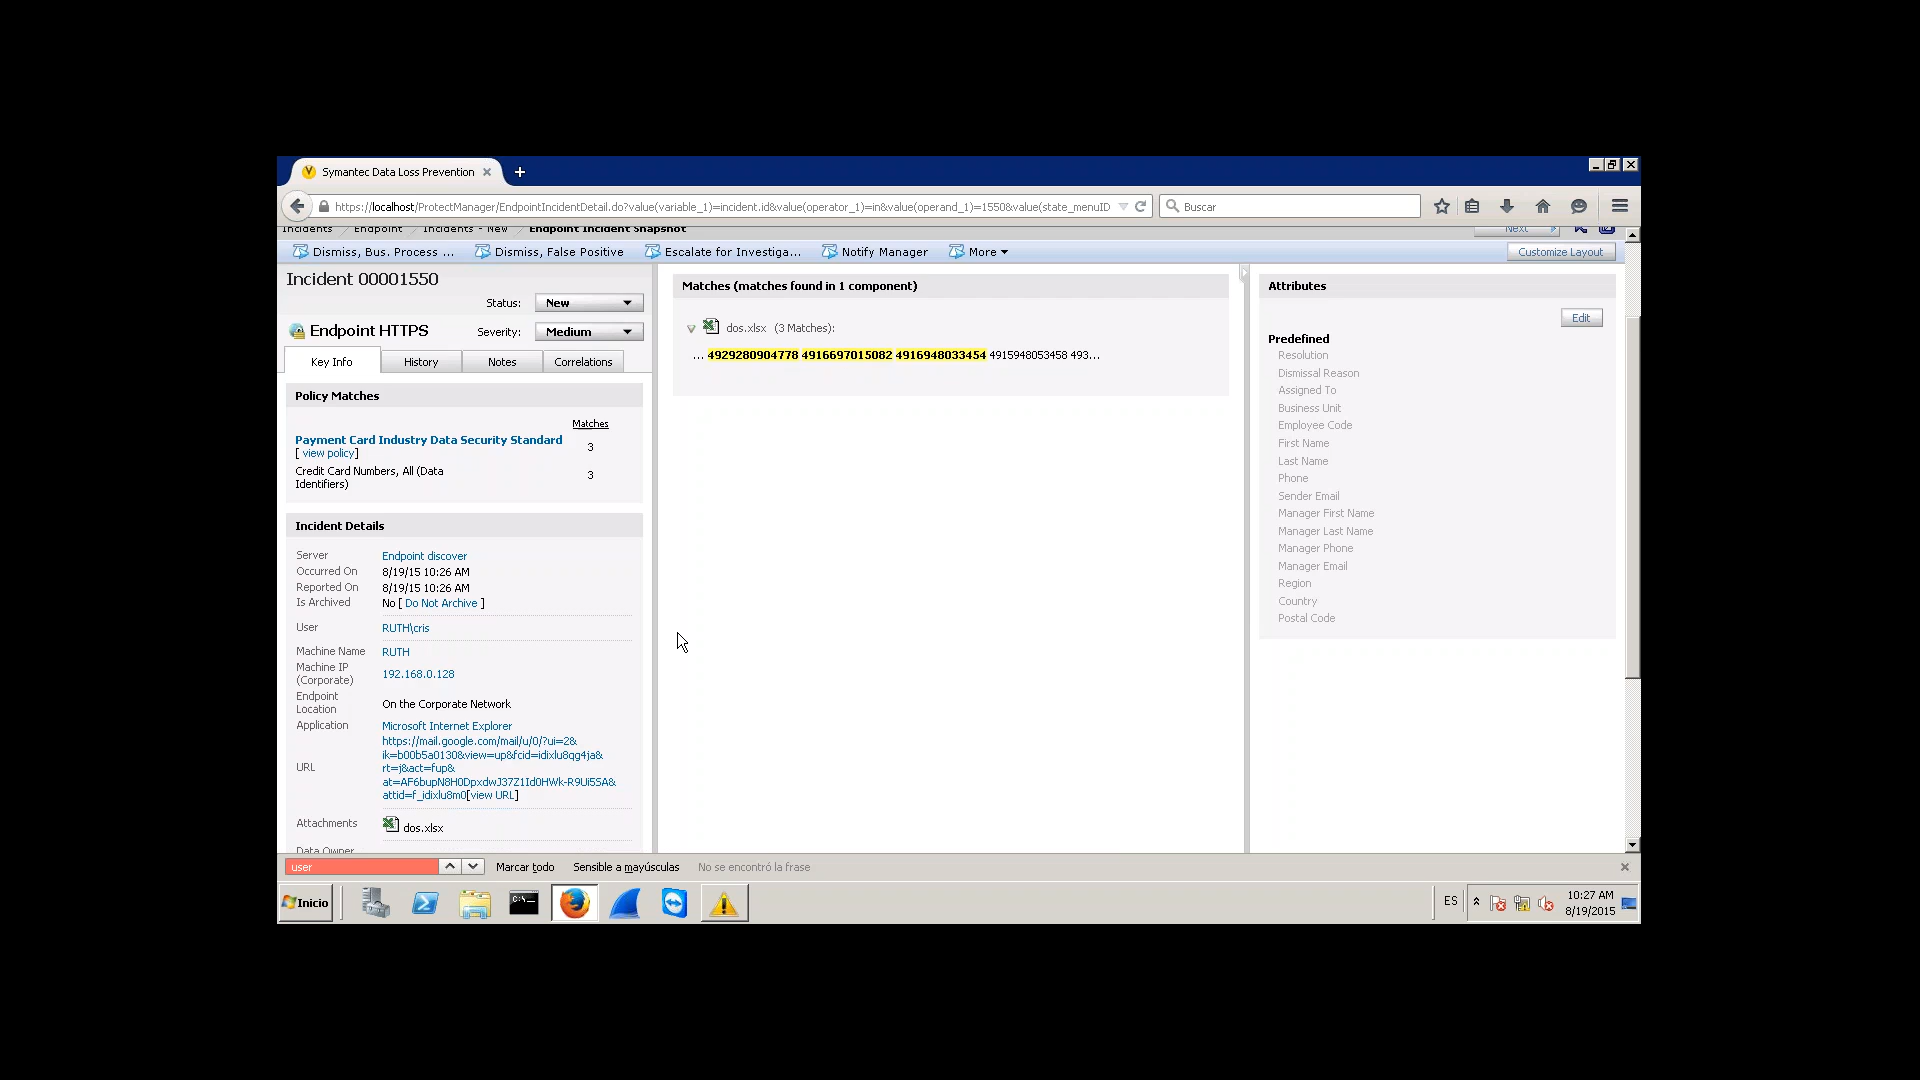 Symantec Data Loss Prevention
https://localhost/ProtectManager/EndpointIncidentDetail.do?value(variable_1)=incident.id&value(operator_1)=in&value(operand_1)=1550&value(state_menuID
Buscar
Incidents Endpoint Incidents - New Endpoint Incident Snapshot
Next
Dismiss, Bus. Process ... Dismiss, False Positive Escalate for Investiga... Notify Manager More
Customize Layout
Incident 00001550
Status: New
Endpoint HTTPS
Severity: Medium
Key Info History Notes Correlations
Policy Matches
Matches
Payment Card Industry Data Security Standard
[ view policy]
3
Credit Card Numbers, All (Data
Identifiers)
3
Incident Details
Server Endpoint discover
Occurred On 8/19/15 10:26 AM
Reported On 8/19/15 10:26 AM
Is Archived No [ Do Not Archive ]
User RUTH\cris
Machine Name RUTH
Machine IP
(Corporate) 192.168.0.128
Endpoint
Location On the Corporate Network
Application Microsoft Internet Explorer
URL
https://mail.google.com/mail/u/0/?ui=2&
ik=b00b5a0130&view=up&fcid=idixlu8qg4ja&
rt=j&act=fup&
at=AF6bupN8H0DpxdwJ37Z1Id0HWk-R9Ui5SA&
attid=f_idixlu8m0[view URL]
Attachments dos.xlsx
Data Owner
Matches (matches found in 1 component)
dos.xlsx (3 Matches):
... 4929280904778 4916697015082 4916948033454 4915948053458 493...
Attributes
Edit
Predefined
Resolution
Dismissal Reason
Assigned To
Business Unit
Employee Code
First Name
Last Name
Phone
Sender Email
Manager First Name
Manager Last Name
Manager Phone
Manager Email
Region
Country
Postal Code
user Marcar todo Sensible a mayúsculas No se encontró la frase
Inicio
C:\
ES
10:27 AM
8/19/2015